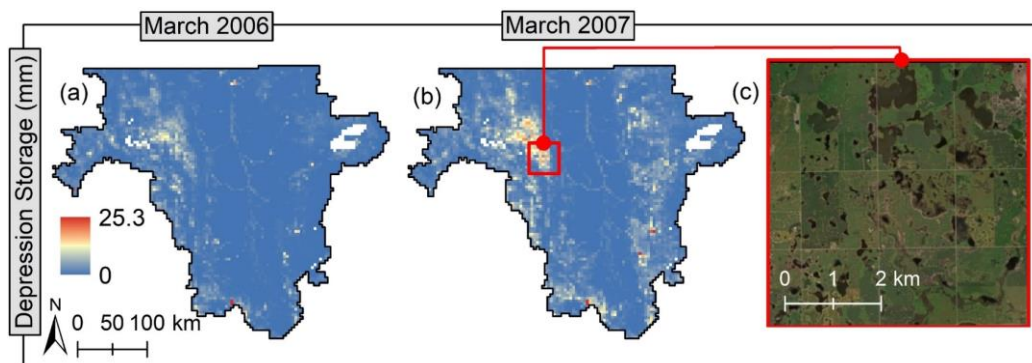 March 2006
March 2007
Depression Storage (mm)
(a)
(b)
(c)
25.3
0
N
0 50 100 km
0 1 2 km